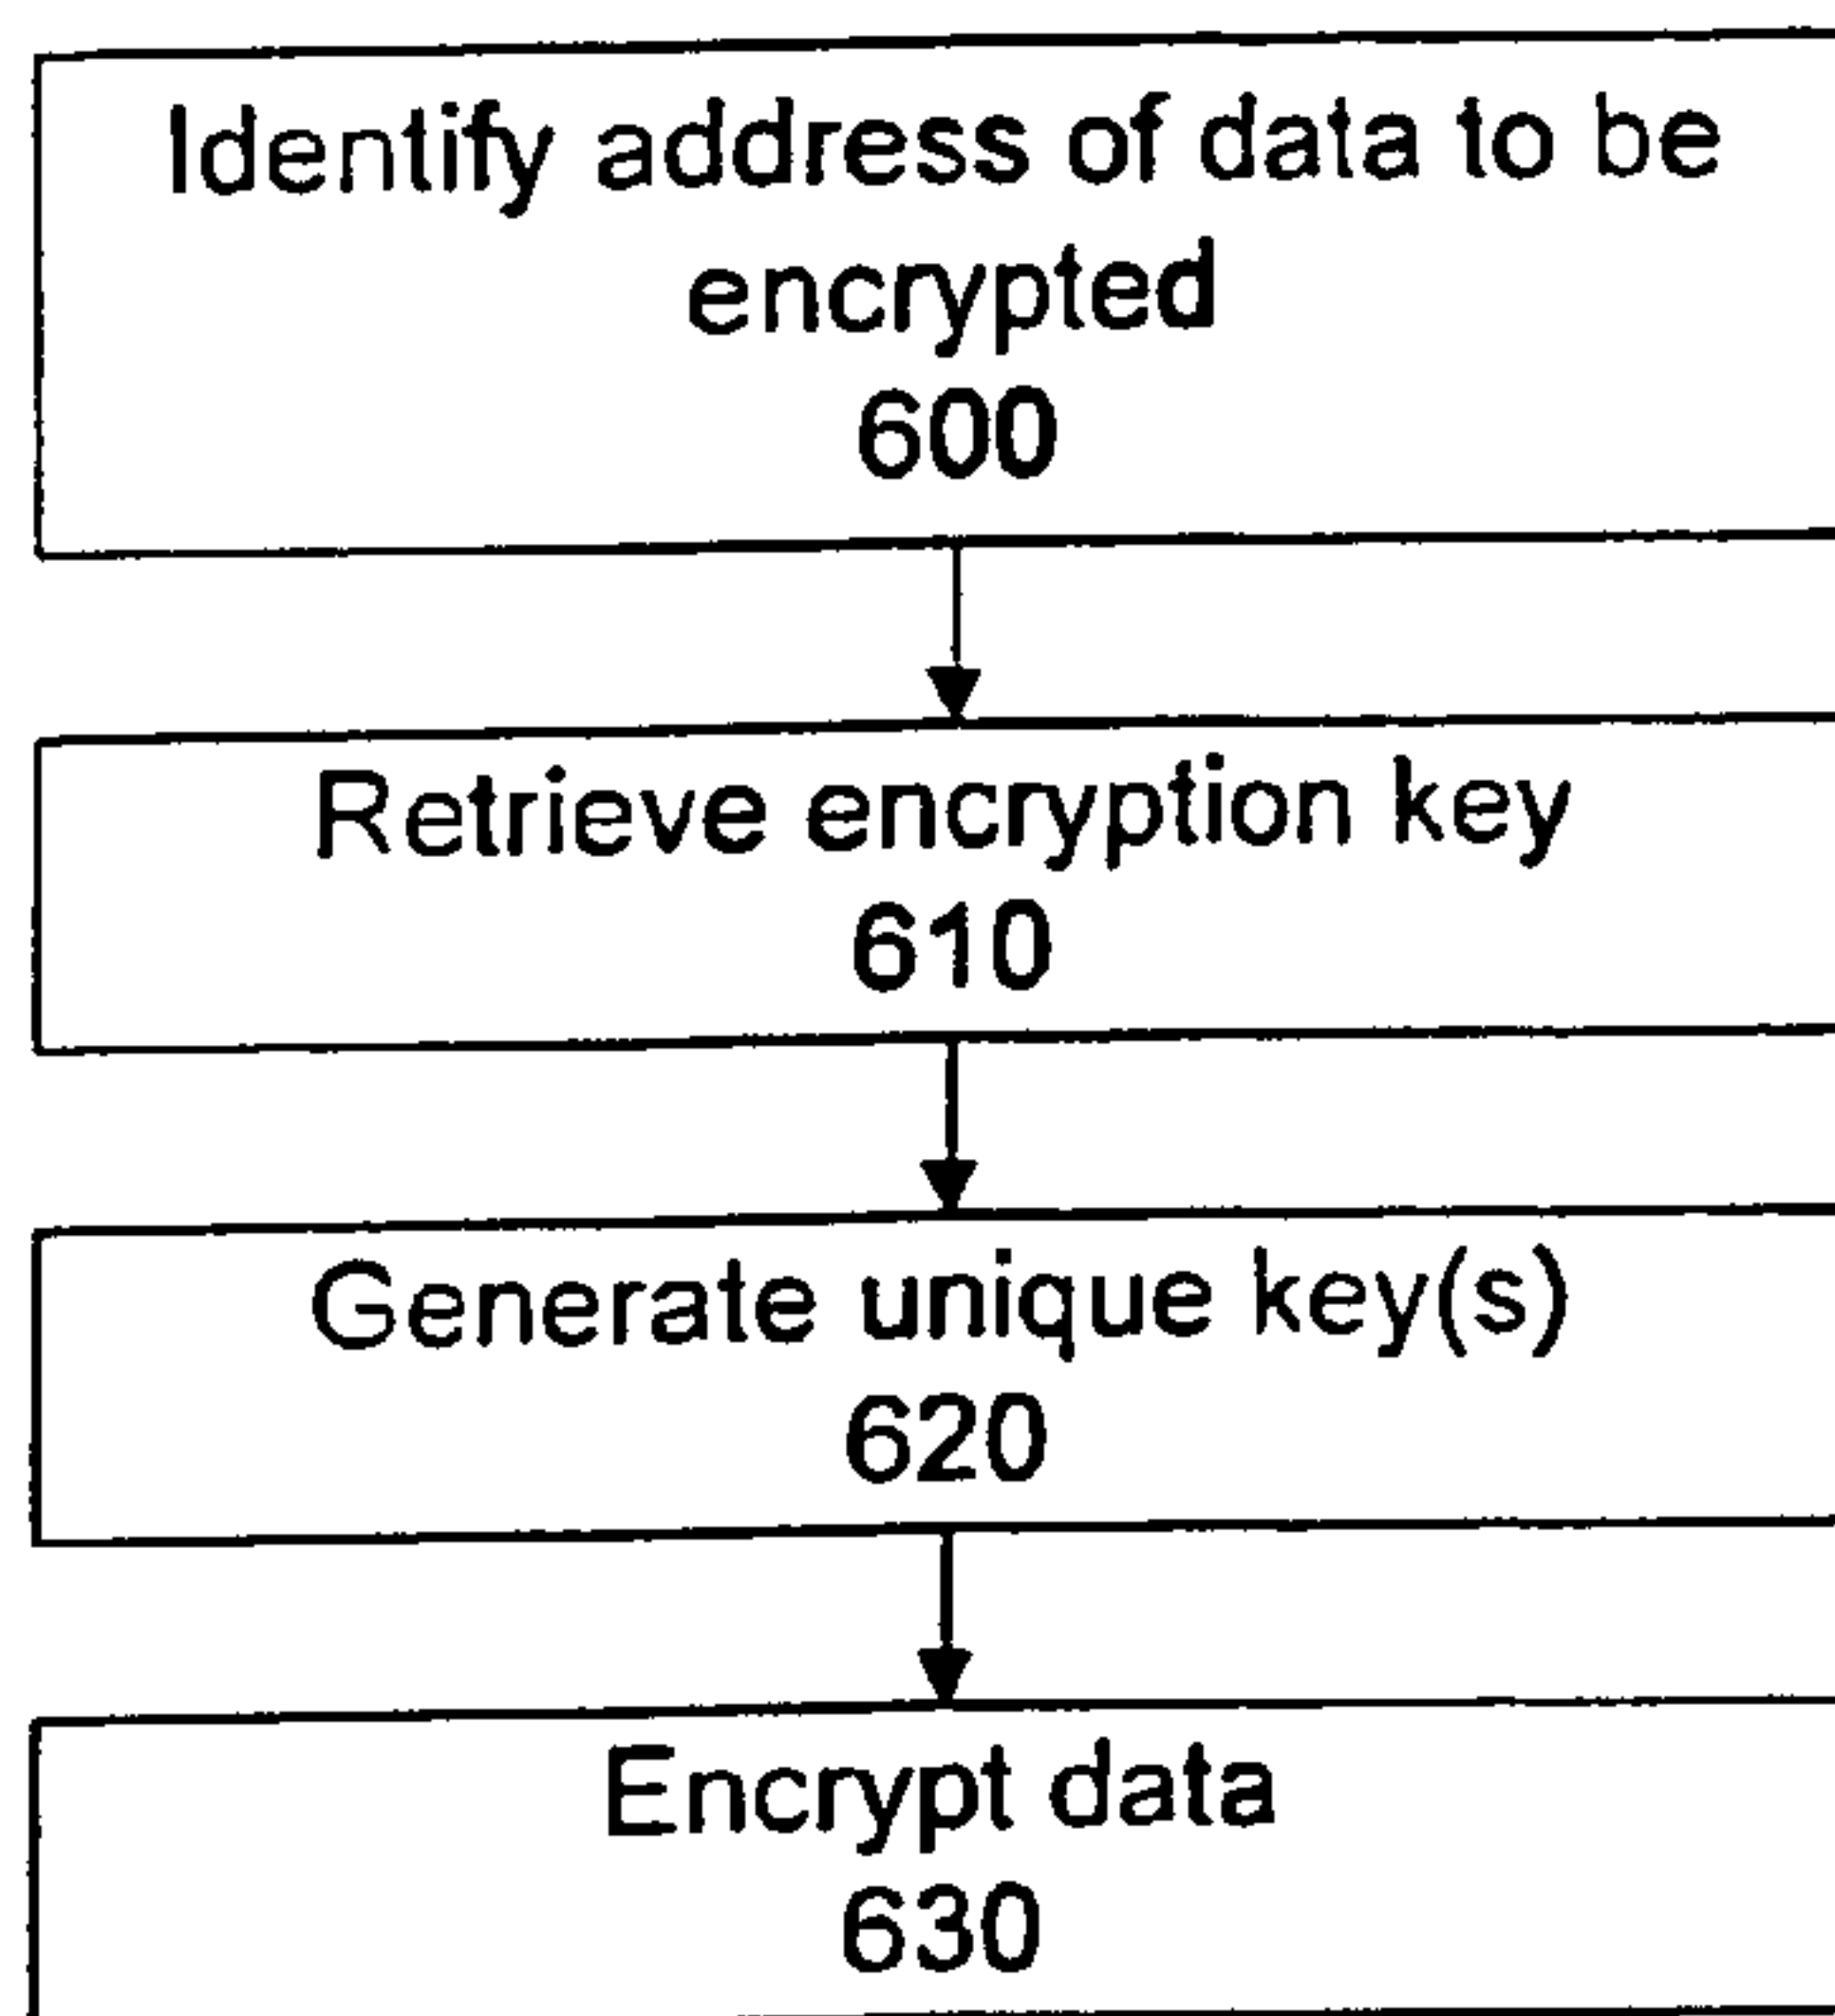 Identify address of data to be
encrypted
600
Retrieve encryption key
610
Generate unique key(s)
620
Encrypt data
630